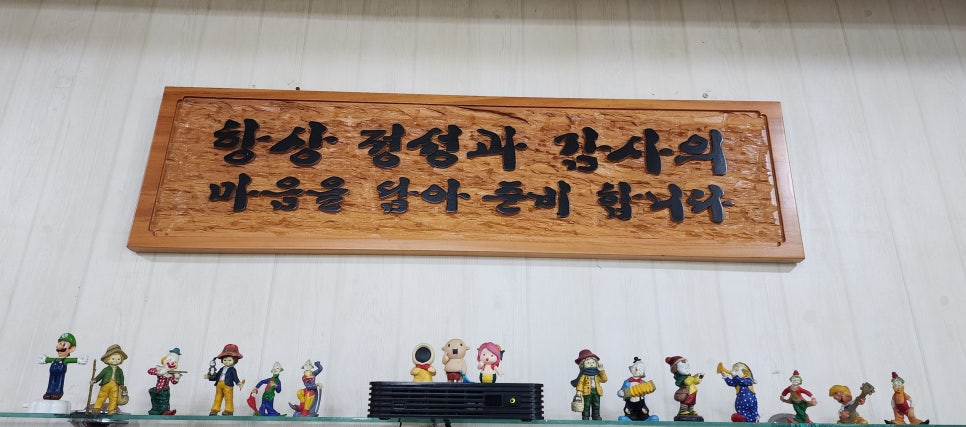 항상 정성과 감사의
마음을 담아 준비 합니다